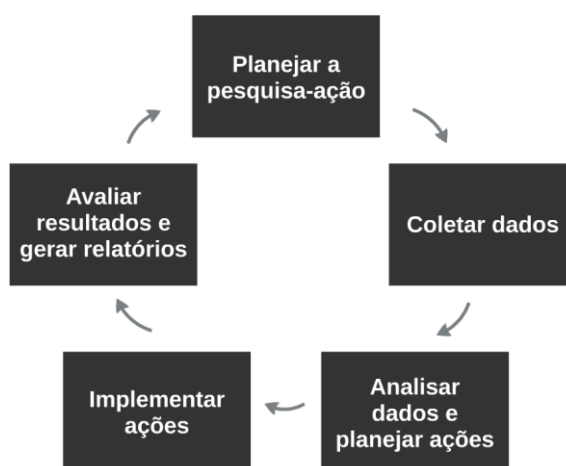 Planejar a
pesquisa-ação
Coletar dados
Analisar
dados e
planejar ações
Implementar
ações
Avaliar
resultados e
gerar relatórios